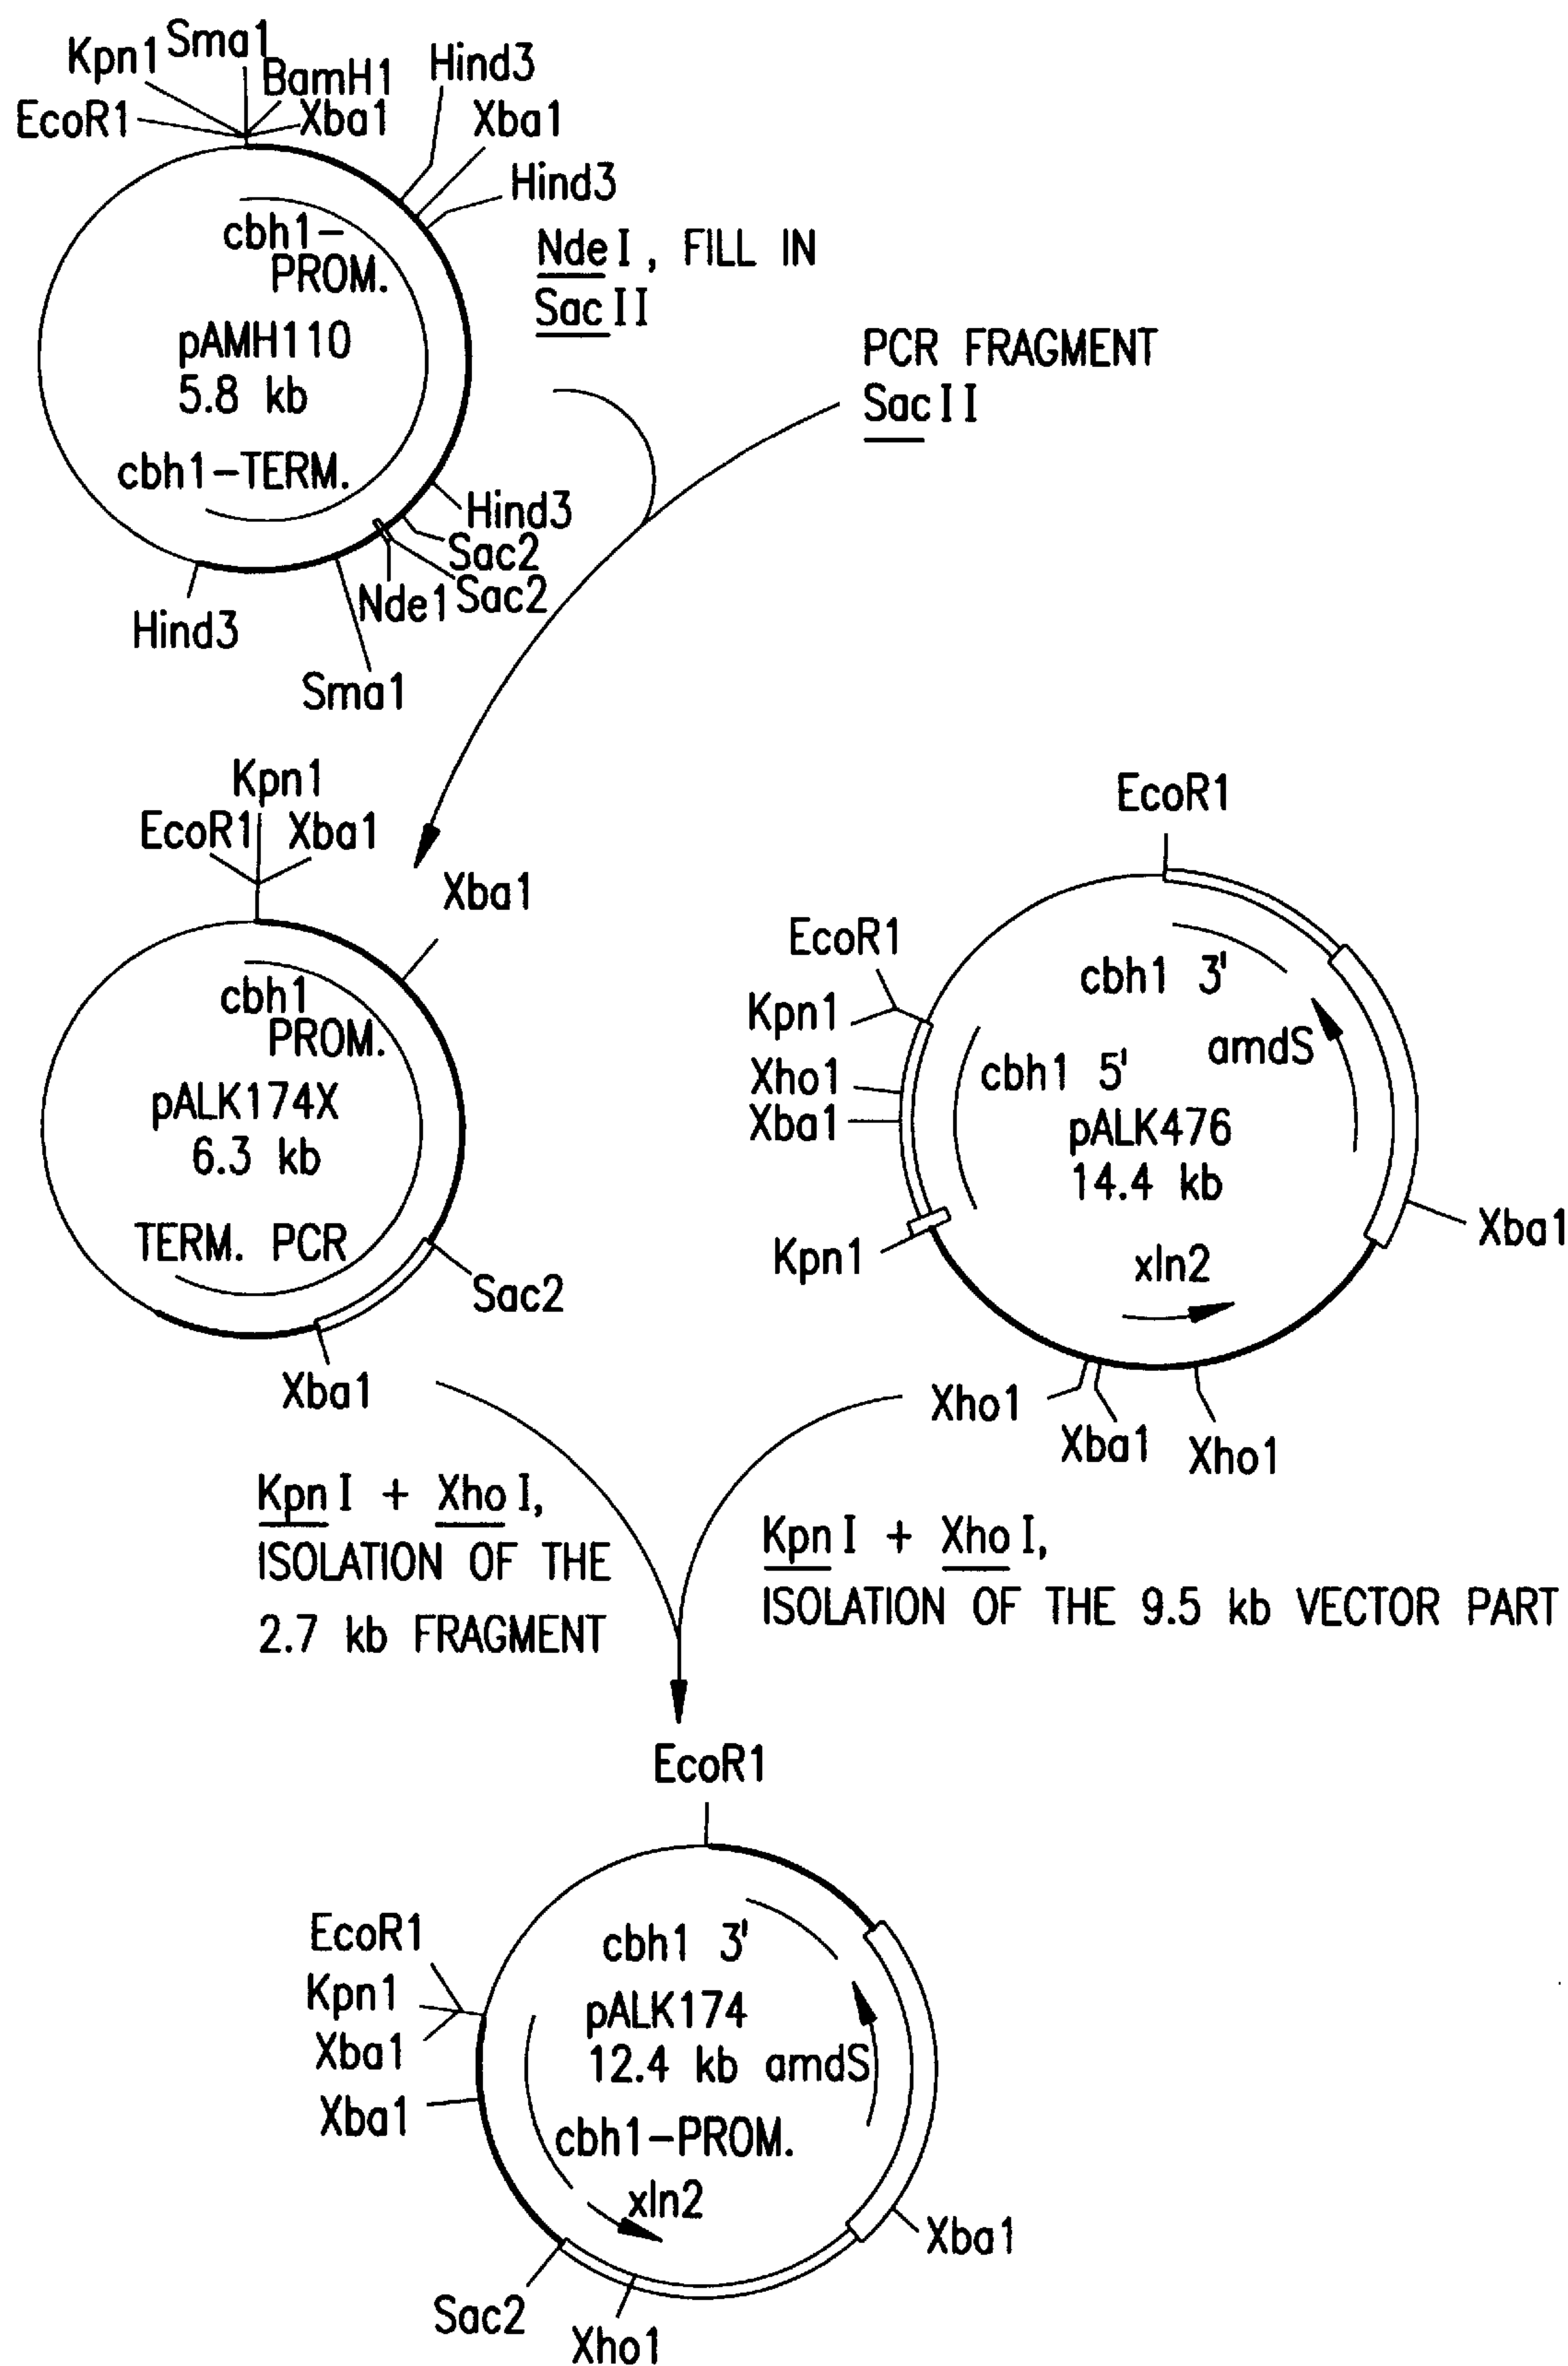 Sma1
Kpn1
BamH1
EcoR1
Xba1
Hind3
Xba1
Hind3
cbh1-
PROM.
pAMH110
5.8 kb
cbh1-TERM.
NdeI, FILL IN
SacII
PCR FRAGMENT
SacII
Hind3
Sac2
Nde1
Sac2
Hind3
Sma1
Kpn1
EcoR1
Xba1
Xba1
cbh1
PROM.
pALK174X
6.3 kb
TERM. PCR
Sac2
Xba1
EcoR1
EcoR1
Kpn1
Xho1
Xba1
Kpn1
cbh1 3'
amdS
cbh1 5'
pALK476
14.4 kb
xln2
Xba1
Xho1
Xba1
Xho1
KpnI + XhoI,
ISOLATION OF THE
2.7 kb FRAGMENT
KpnI + XhoI,
ISOLATION OF THE 9.5 kb VECTOR PART
EcoR1
EcoR1
Kpn1
Xba1
Xba1
cbh1 3'
pALK174
12.4 kb amdS
cbh1-PROM.
xln2
Xba1
Sac2
Xho1